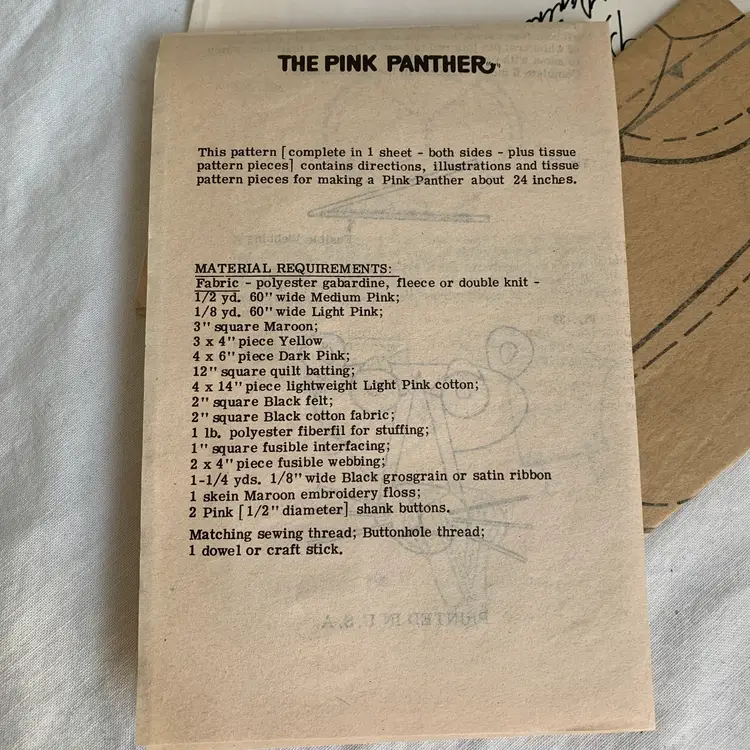 THE PINK PANTHER
This pattern [complete in 1 sheet - both sides - plus tissue
pattern pieces] contains directions, illustrations and tissue
pattern pieces for making a Pink Panther about 24 inches.
MATERIAL REQUIREMENTS:
Fabric - polyester gabardine, fleece or double knit -
1/2 yd. 60" wide Medium Pink;
1/8 yd. 60" wide Light Pink;
3" square Maroon;
3 x 4" piece Yellow
4 x 6" piece Dark Pink;
12" square quilt batting;
4 x 14" piece lightweight Light Pink cotton;
2" square Black felt;
2" square Black cotton fabric;
1 lb. polyester fiberfil for stuffing;
1" square fusible interfacing;
2 x 4" piece fusible webbing;
1-1/4 yds. 1/8" wide Black grosgrain or satin ribbon
1 skein Maroon embroidery floss;
2 Pink [1/2" diameter] shank buttons.
Matching sewing thread; Buttonhole thread;
1 dowel or craft stick.
PRINTED IN U.S.A.